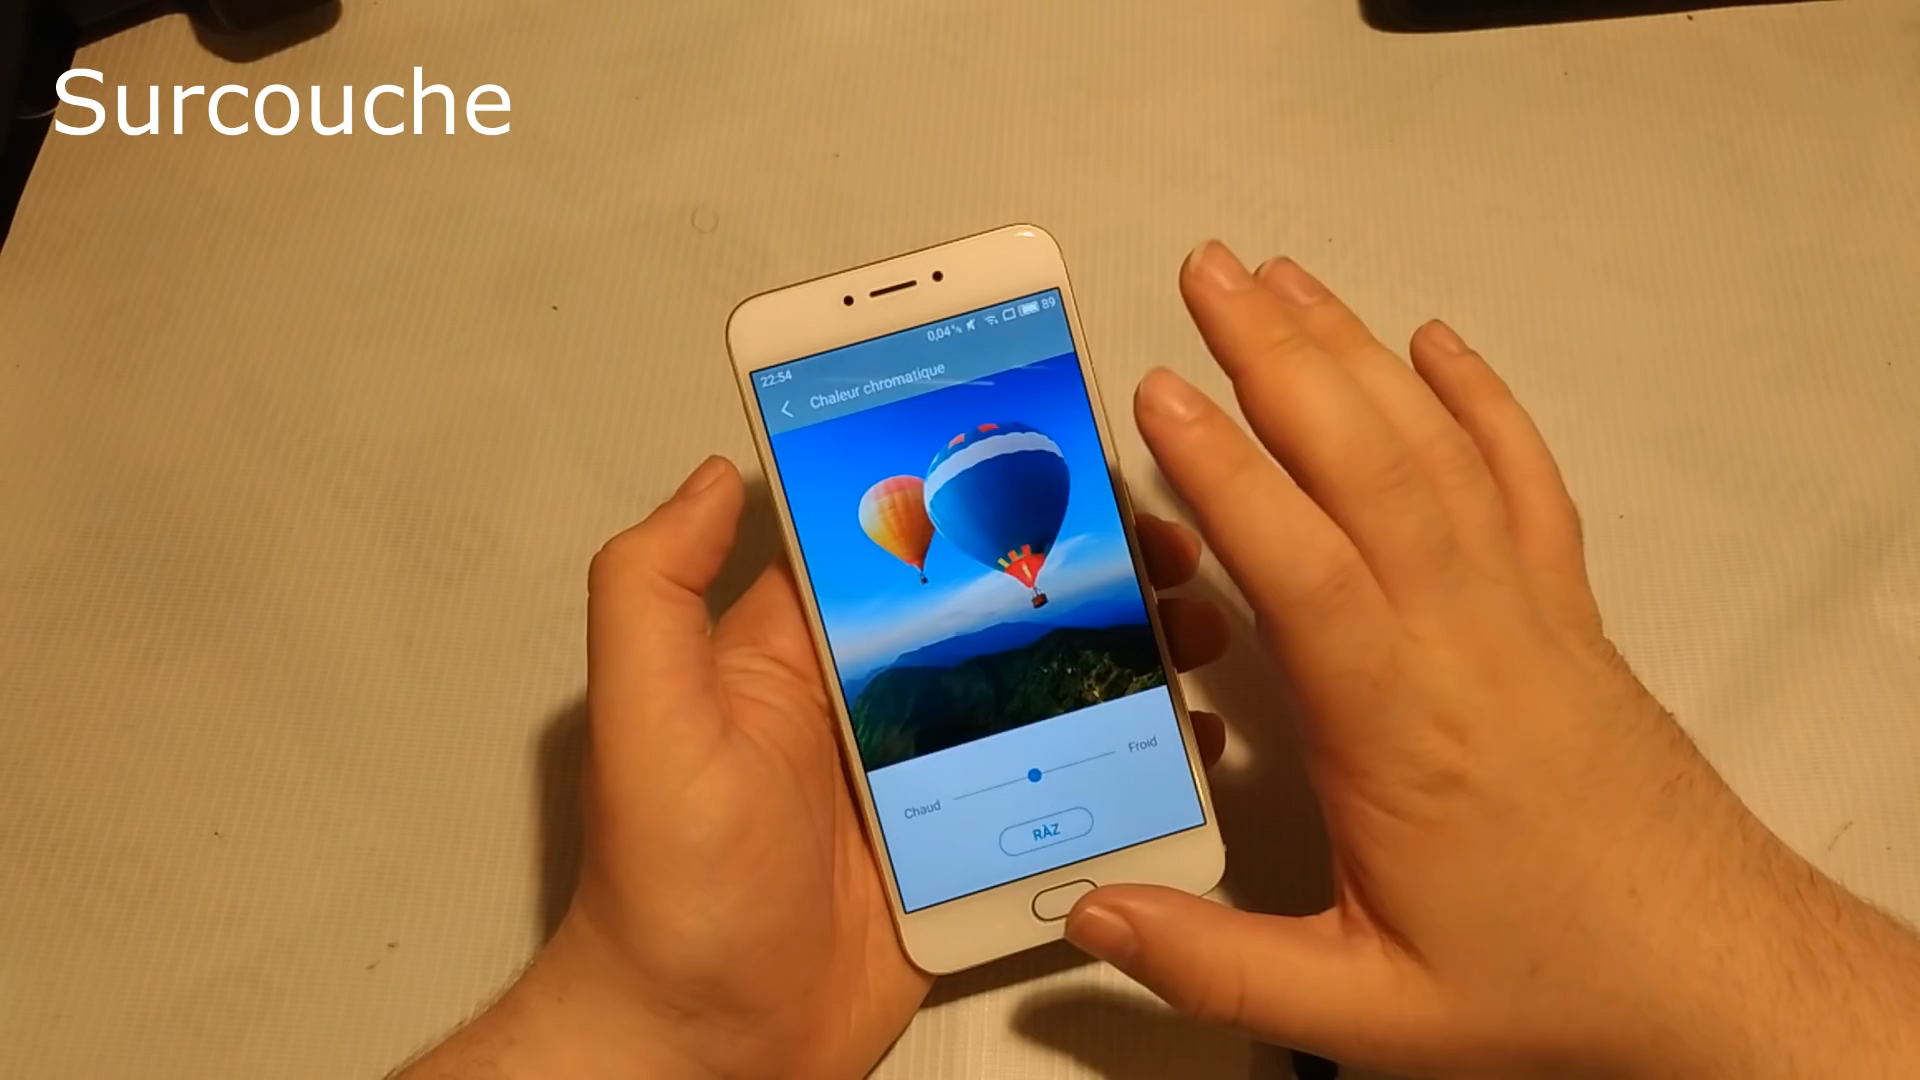 Surcouche
0,04% 89
22:54
Chaleur chromatique
Froid
Chaud
RÀZ